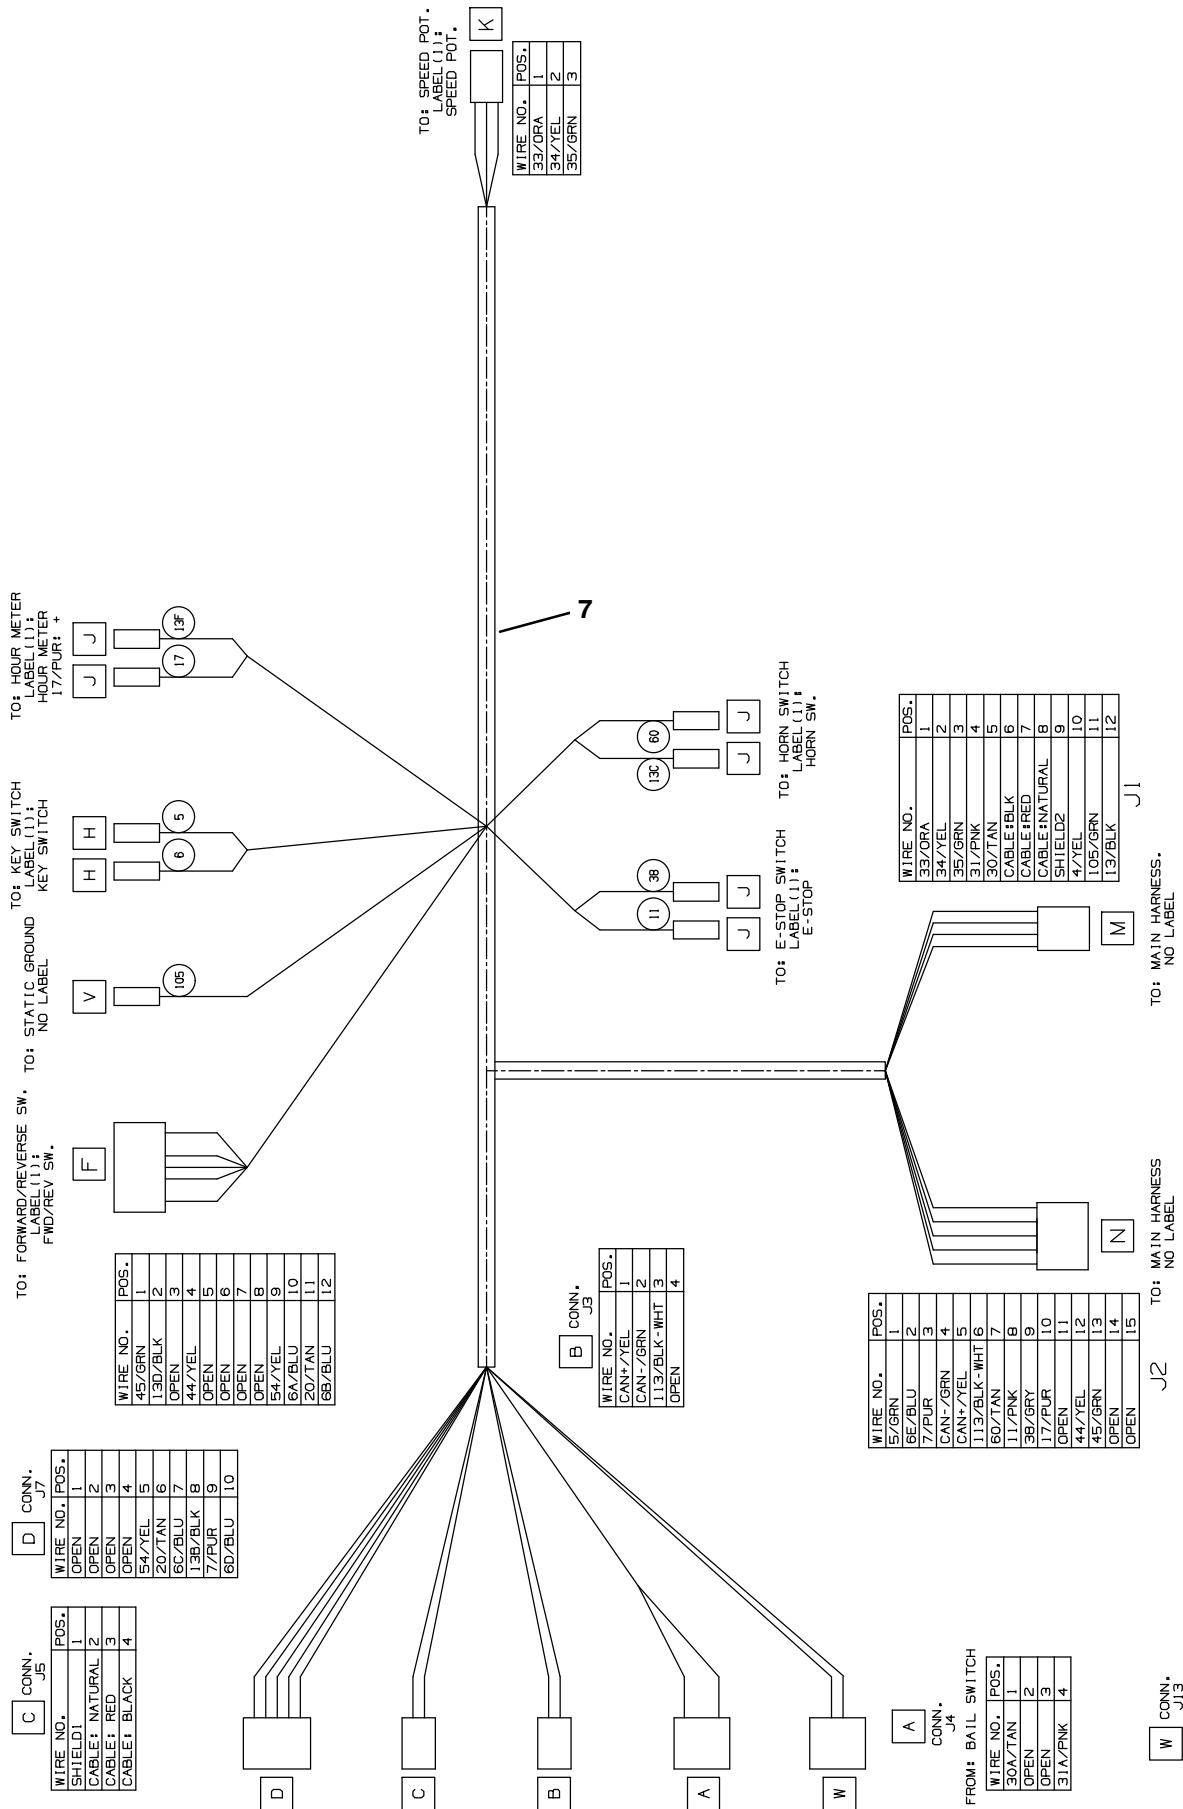 TO: SPEED POT.
LABEL(1):
SPEED POT.
K
WIRE NO. POS.
33/ORA 1
34/YEL 2
35/GRN 3
TO: HOUR METER
LABEL(1):
HOUR METER
17/PUR: +
J
J
13F
17
TO: KEY SWITCH
LABEL(1):
KEY SWITCH
H
H
5
6
TO: STATIC GROUND
NO LABEL
V
105
TO: FORWARD/REVERSE SW.
LABEL(1):
FWD/REV SW.
F
WIRE NO. POS.
45/GRN 1
13D/BLK 2
OPEN 3
44/YEL 4
OPEN 5
OPEN 6
OPEN 7
OPEN 8
54/YEL 9
6A/BLU 10
20/TAN 11
6B/BLU 12
7
60
13C
J
J
TO: HORN SWITCH
LABEL(1):
HORN SW.
38
11
J
J
TO: E-STOP SWITCH
LABEL(1):
E-STOP
WIRE NO. POS.
33/ORA 1
34/YEL 2
35/GRN 3
31/PNK 4
30/TAN 5
CABLE:BLK 6
CABLE:RED 7
CABLE:NATURAL 8
SHIELD2 9
4/YEL 10
105/GRN 11
13/BLK 12
J1
M
TO: MAIN HARNESS.
NO LABEL
N
TO: MAIN HARNESS
NO LABEL
WIRE NO. POS.
5/GRN 1
6E/BLU 2
7/PUR 3
CAN-/GRN 4
CAN+/YEL 5
113/BLK-WHT 6
60/TAN 7
11/PNK 8
38/GRY 9
17/PUR 10
OPEN 11
44/YEL 12
45/GRN 13
OPEN 14
OPEN 15
J2
B CONN.
J3
WIRE NO. POS.
CAN+/YEL 1
CAN-/GRN 2
113/BLK-WHT 3
OPEN 4
D CONN.
J7
WIRE NO. POS.
OPEN 1
OPEN 2
OPEN 3
OPEN 4
54/YEL 5
20/TAN 6
6C/BLU 7
13B/BLK 8
7/PUR 9
6D/BLU 10
C CONN.
J5
WIRE NO. POS.
SHIELD1 1
CABLE: NATURAL 2
CABLE: RED 3
CABLE: BLACK 4
D
C
B
A
W
A
CONN.
J4
FROM: BAIL SWITCH
WIRE NO. POS.
30A/TAN 1
OPEN 2
OPEN 3
31A/PNK 4
W CONN.
J13